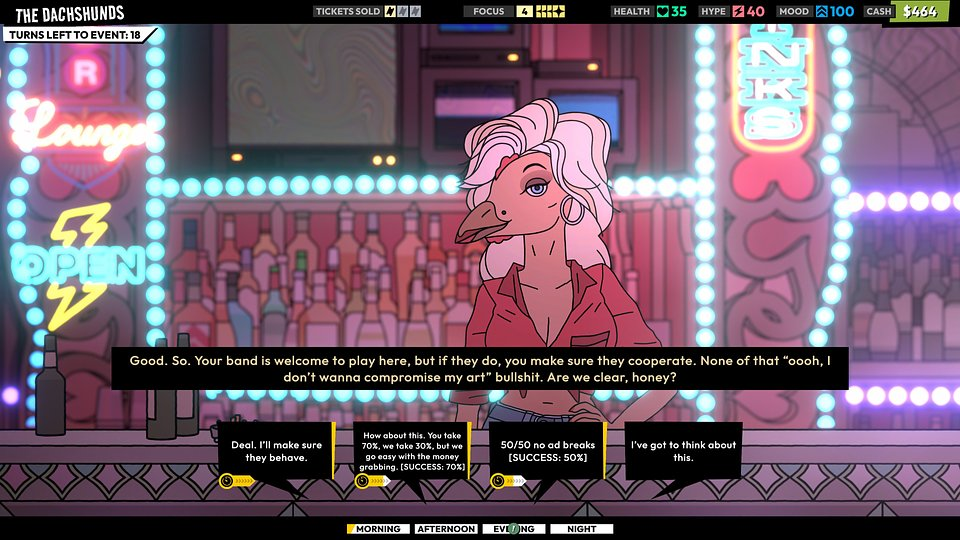 THE DACHSHUNDS
TICKETS SOLD
FOCUS 4
HEALTH 35
HYPE 40
MOOD 100
CASH $464
TURNS LEFT TO EVENT: 18
R
Lounge
OPEN
INKS
Good. So. Your band is welcome to play here, but if they do, you make sure they cooperate. None of that “oooh, I
don’t wanna compromise my art” bullshit. Are we clear, honey?
Deal. I’ll make sure
they behave.
How about this. You take
70%, we take 30%, but we
go easy with the money
grabbing. [SUCCESS: 70%]
50/50 no ad breaks
[SUCCESS: 50%]
I’ve got to think about
this.
MORNING
AFTERNOON
EVENING
NIGHT